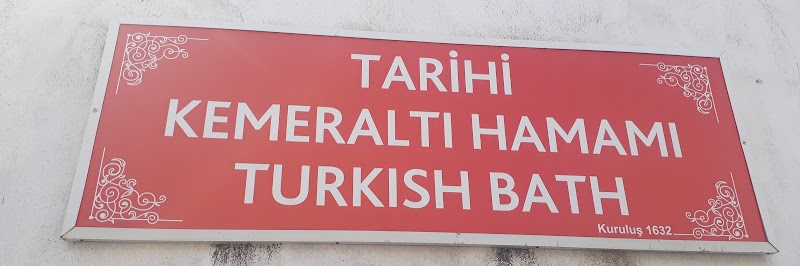 TARİHİ
KEMERALTI HAMAMI
TURKISH BATH
Kuruluş 1632